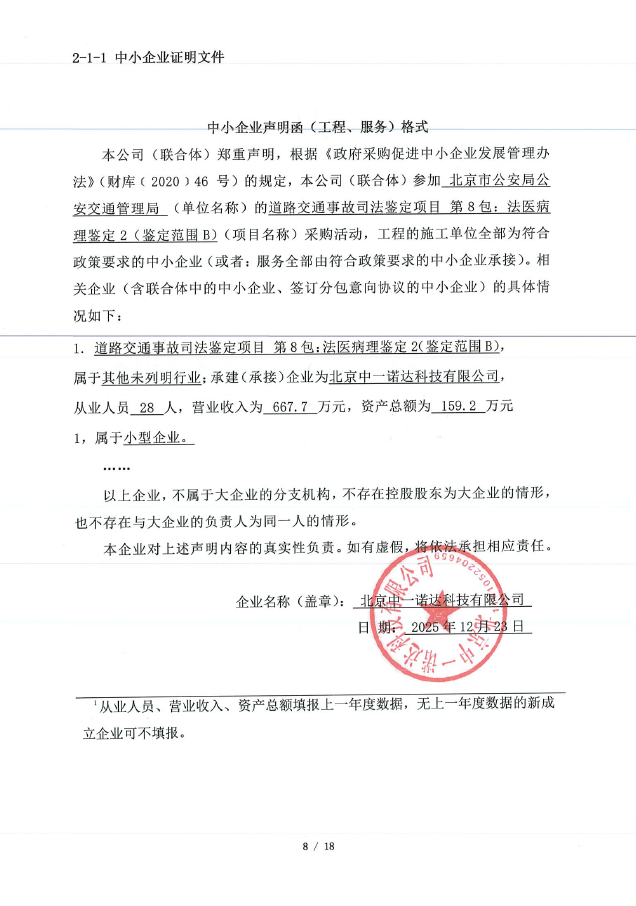 2-1-1 中小企业证明文件
中小企业声明函（工程、服务）格式
本公司（联合体）郑重声明，根据《政府采购促进中小企业发展管理办
法》（财库﹝2020﹞46 号）的规定，本公司（联合体）参加 北京市公安局公
安交通管理局 （单位名称）的道路交通事故司法鉴定项目 第8包：法医病
理鉴定2（鉴定范围B）（项目名称）采购活动，工程的施工单位全部为符合
政策要求的中小企业（或者：服务全部由符合政策要求的中小企业承接）。相
关企业（含联合体中的中小企业、签订分包意向协议的中小企业）的具体情
况如下：
1. 道路交通事故司法鉴定项目 第8包：法医病理鉴定2（鉴定范围B），
属于其他未列明行业；承建（承接）企业为北京中一诺达科技有限公司，
从业人员 28 人，营业收入为 667.7 万元，资产总额为 159.2 万元
1，属于小型企业。
……
以上企业，不属于大企业的分支机构，不存在控股股东为大企业的情形，
也不存在与大企业的负责人为同一人的情形。
本企业对上述声明内容的真实性负责。如有虚假，将依法承担相应责任。
企业名称（盖章）： 北京中一诺达科技有限公司
日 期： 2025年12月23日
北京中一诺达科技有限公司
1从业人员、营业收入、资产总额填报上一年度数据，无上一年度数据的新成
立企业可不填报。
8 / 18